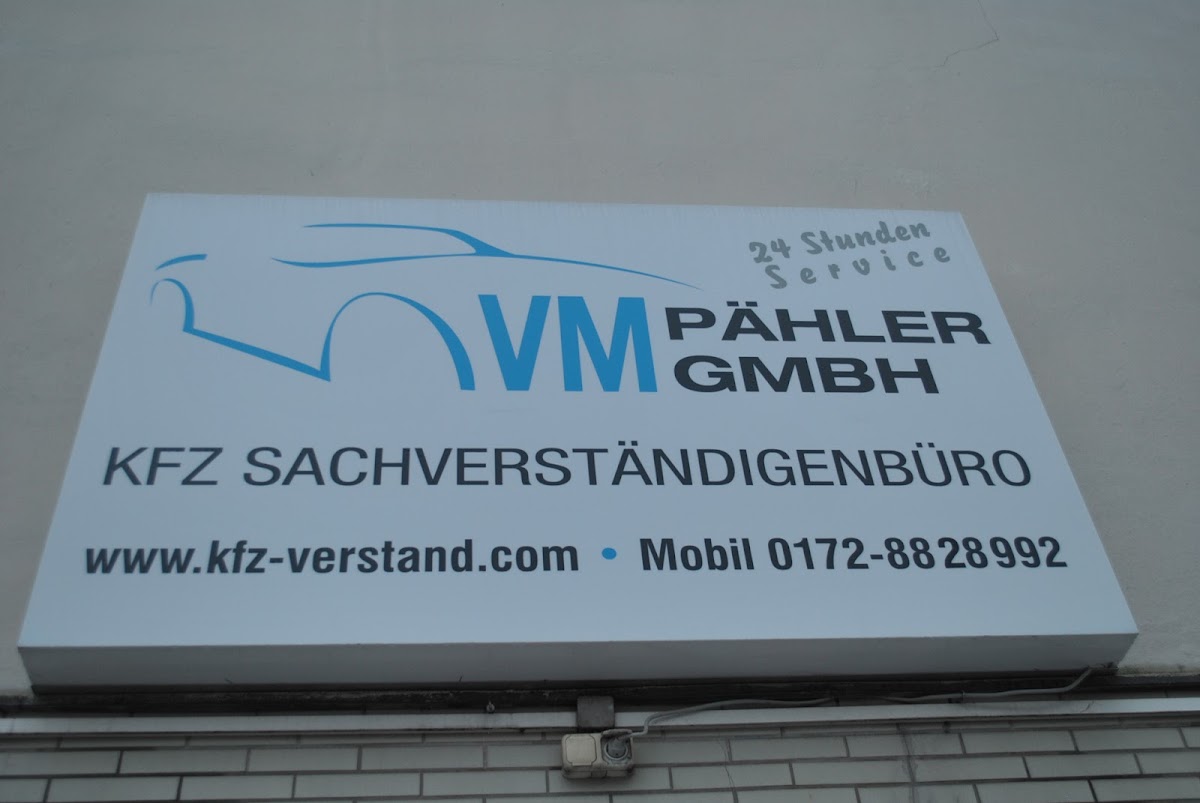 24 Stunden
Service
VM PÄHLER
GMBH
KFZ SACHVERSTÄNDIGENBÜRO
www.kfz-verstand.com • Mobil 0172-8828992